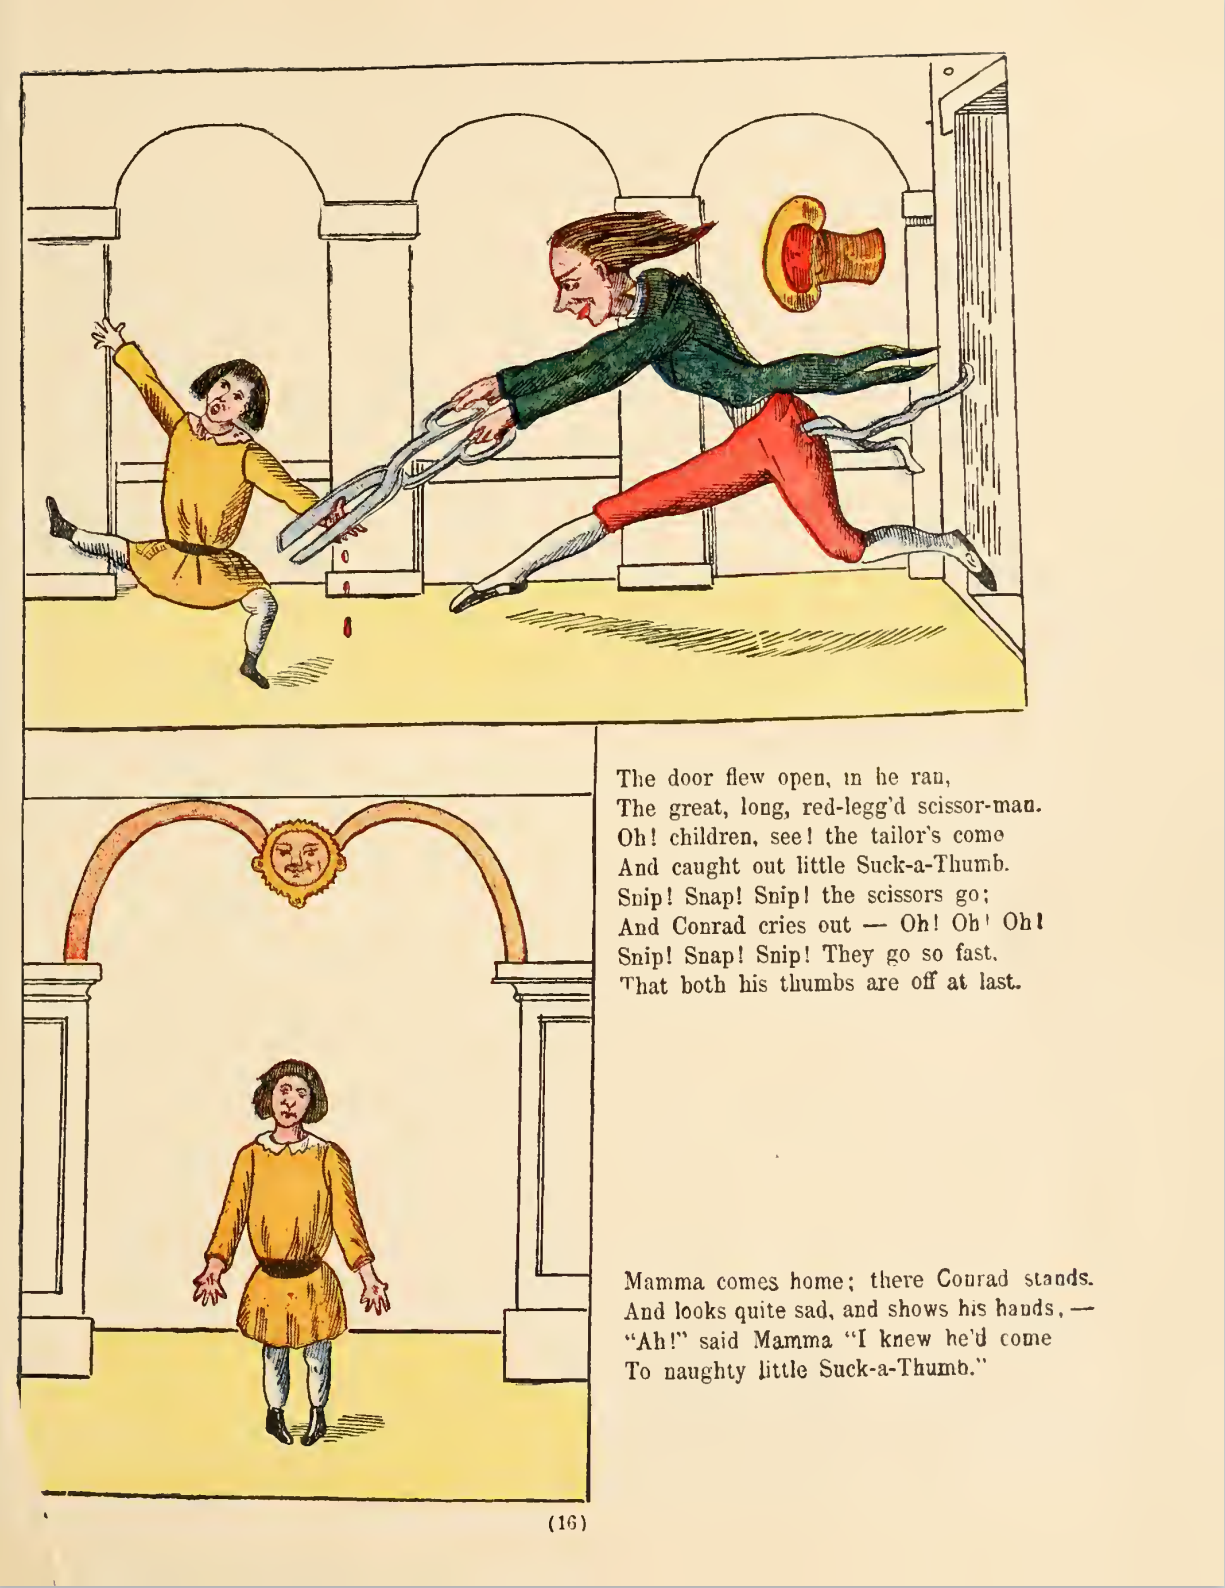 The door flew open, in he ran,
The great, long, red-legg'd scissor-man.
Oh! children, see! the tailor's come
And caught out little Suck-a-Thumb.
Snip! Snap! Snip! the scissors go;
And Conrad cries out — Oh! Oh! Oh!
Snip! Snap! Snip! They go so fast.
That both his thumbs are off at last.
Mamma comes home; there Conrad stands.
And looks quite sad, and shows his hands, —
“Ah!” said Mamma “I knew he'd come
To naughty little Suck-a-Thumb.”
(16)